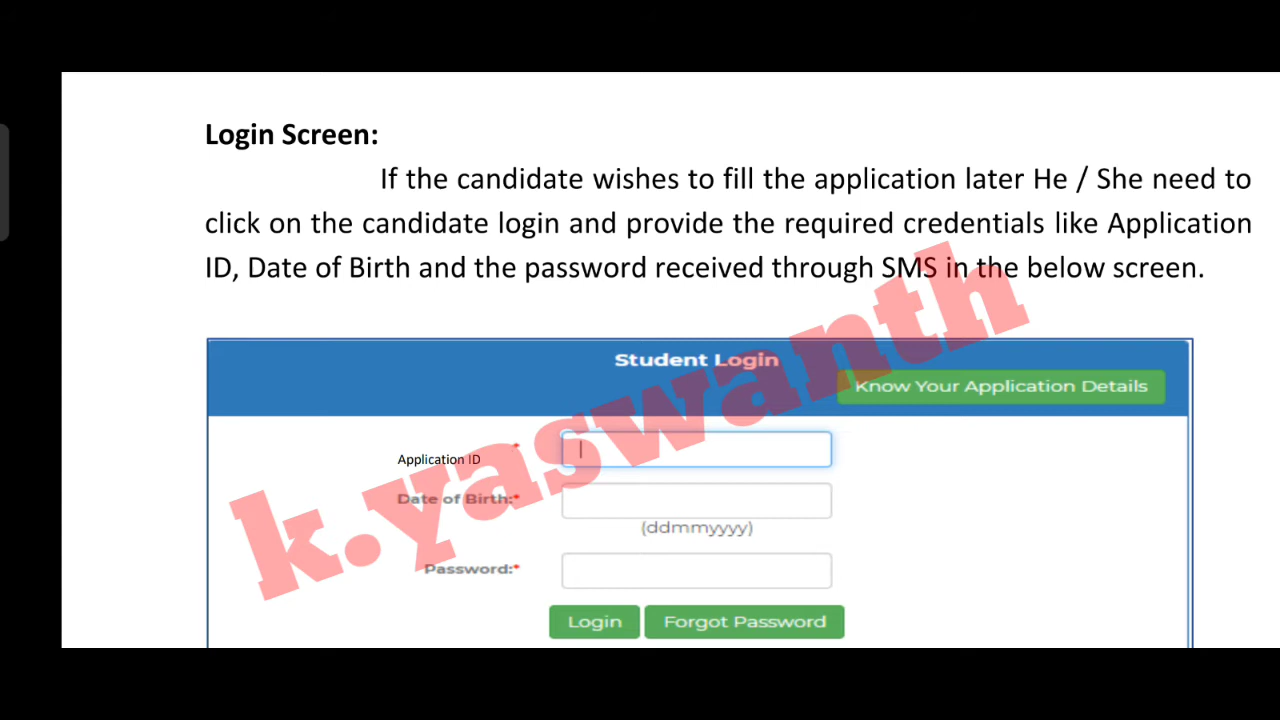 Login Screen:
If the candidate wishes to fill the application later He / She need to
click on the candidate login and provide the required credentials like Application
ID, Date of Birth and the password received through SMS in the below screen.
Student Login
Know Your Application Details
Application ID *
Date of Birth:*
(ddmmyyyy)
Password:*
Login Forgot Password
k.yaswanth